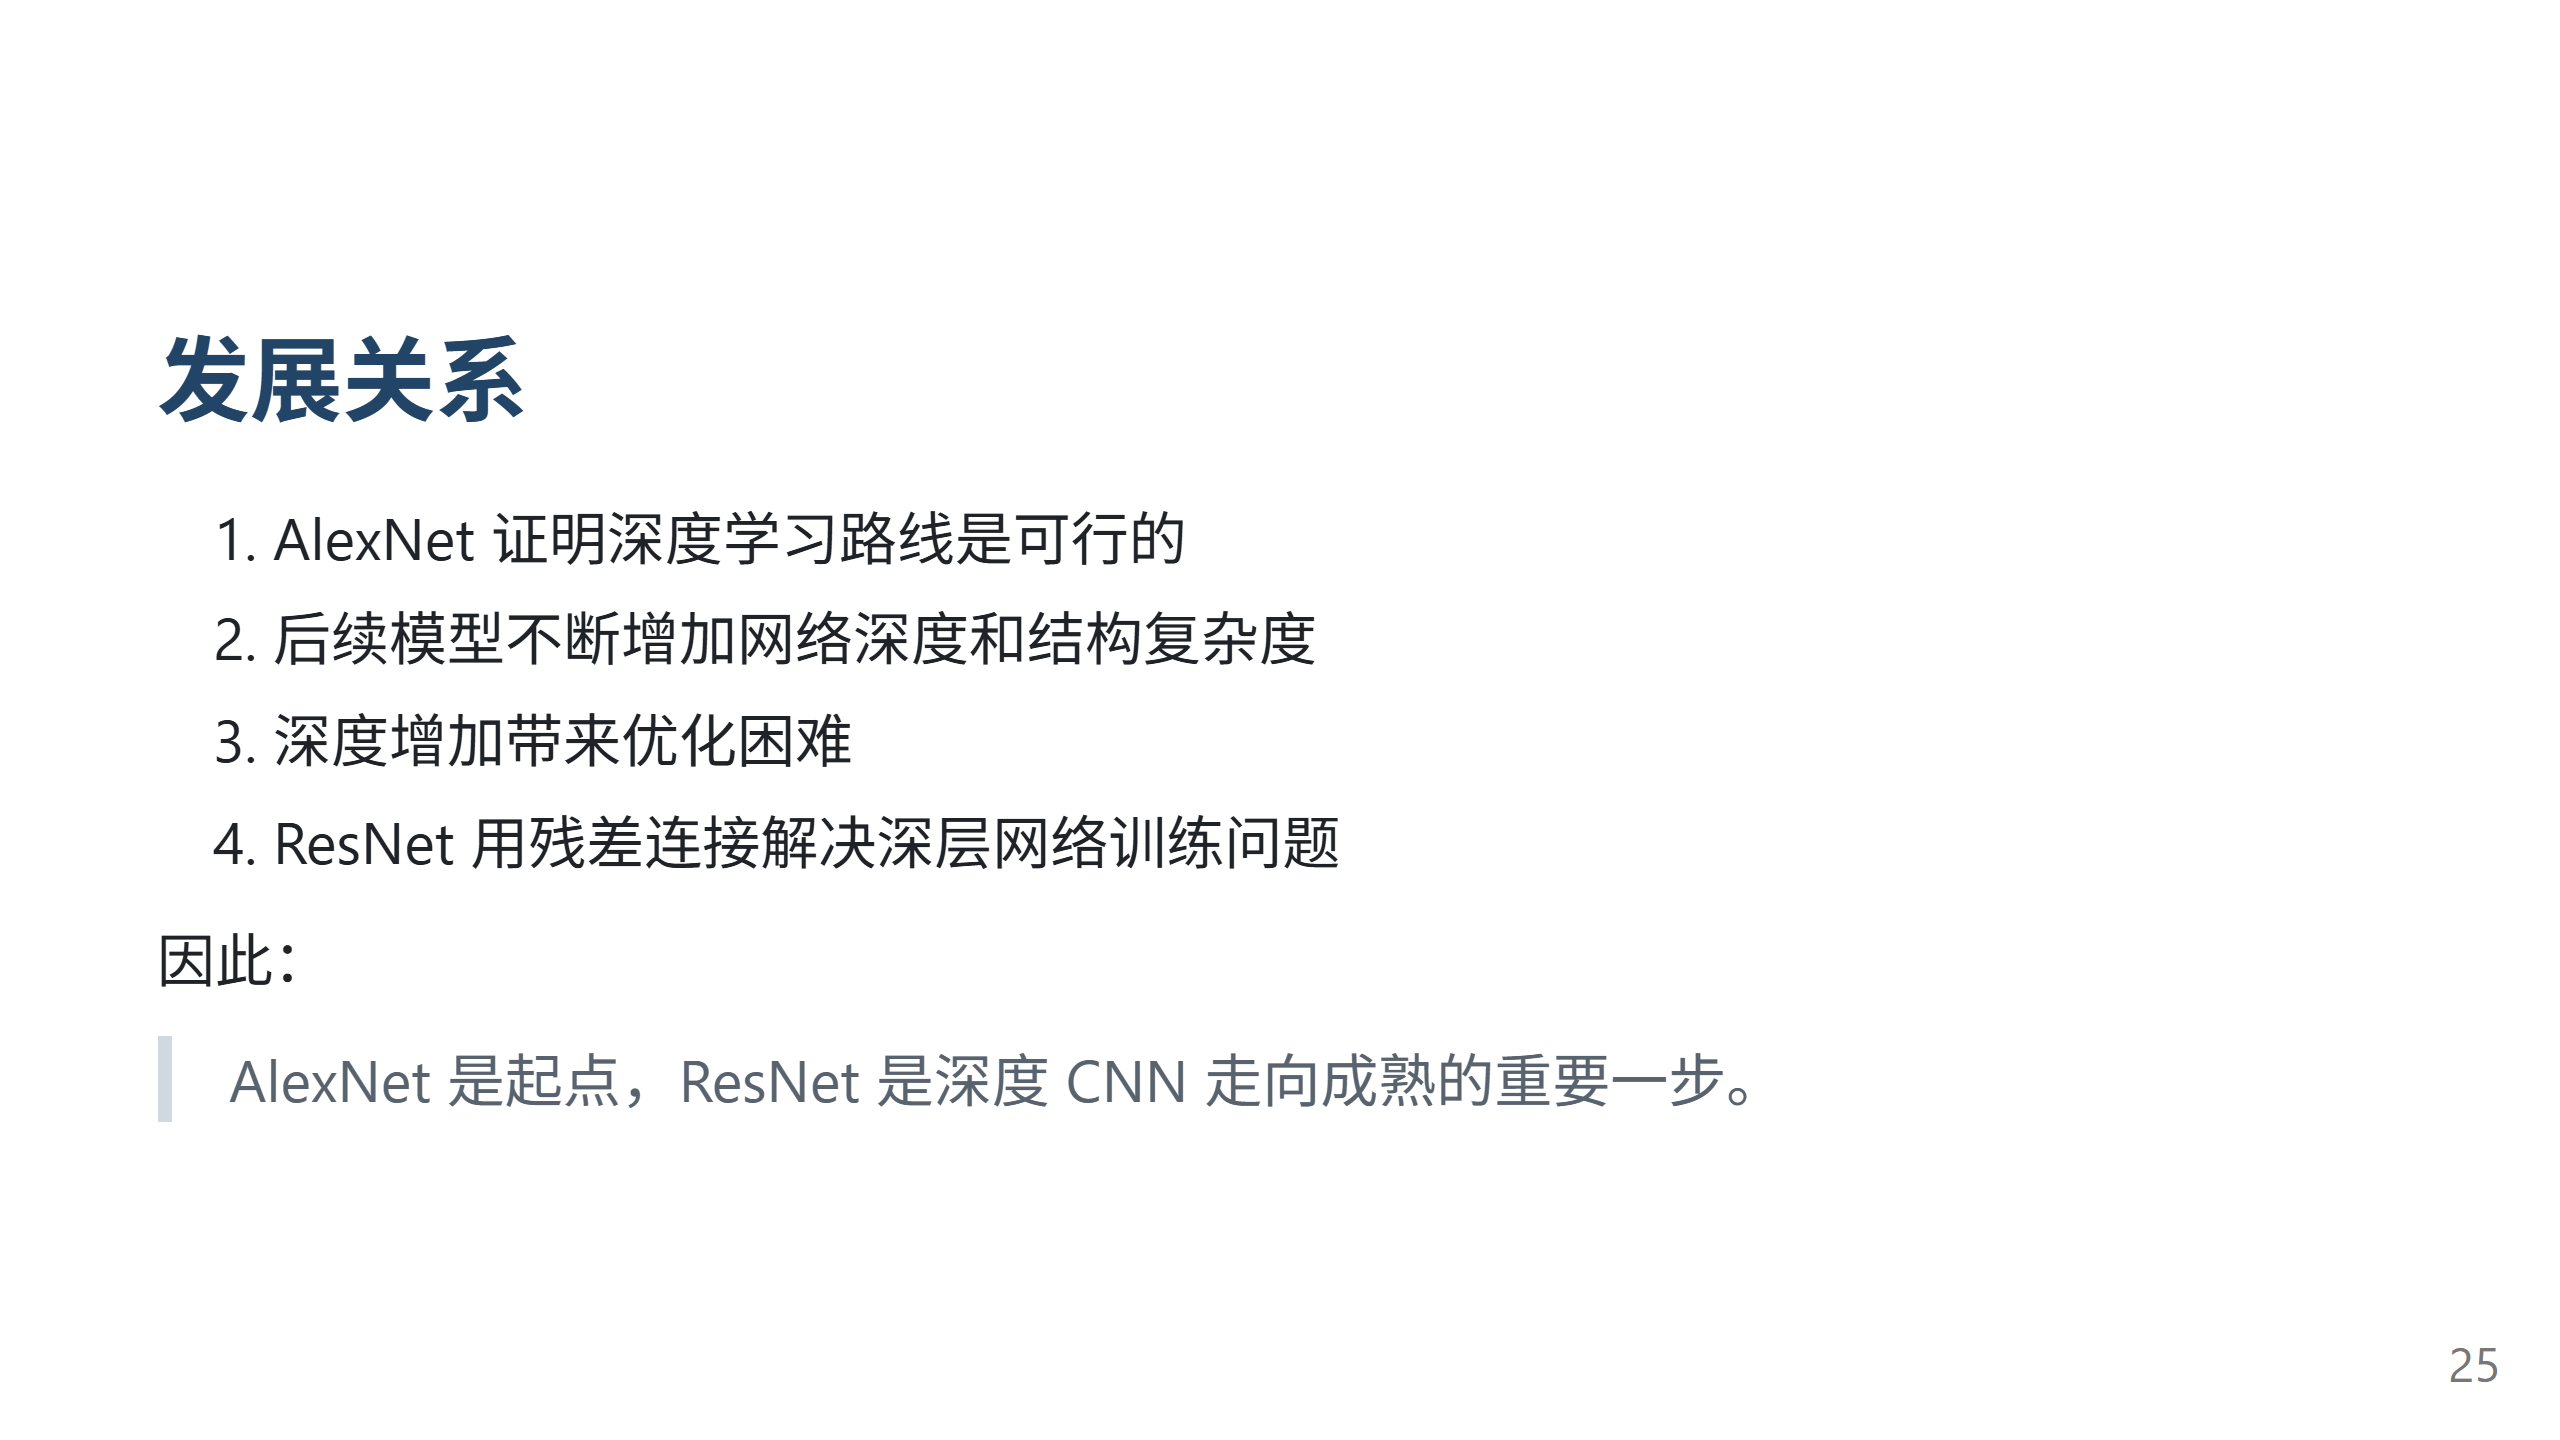 发展关系
1. AlexNet 证明深度学习路线是可行的
2. 后续模型不断增加网络深度和结构复杂度
3. 深度增加带来优化困难
4. ResNet 用残差连接解决深层网络训练问题
因此：
AlexNet 是起点，ResNet 是深度 CNN 走向成熟的重要一步。
25